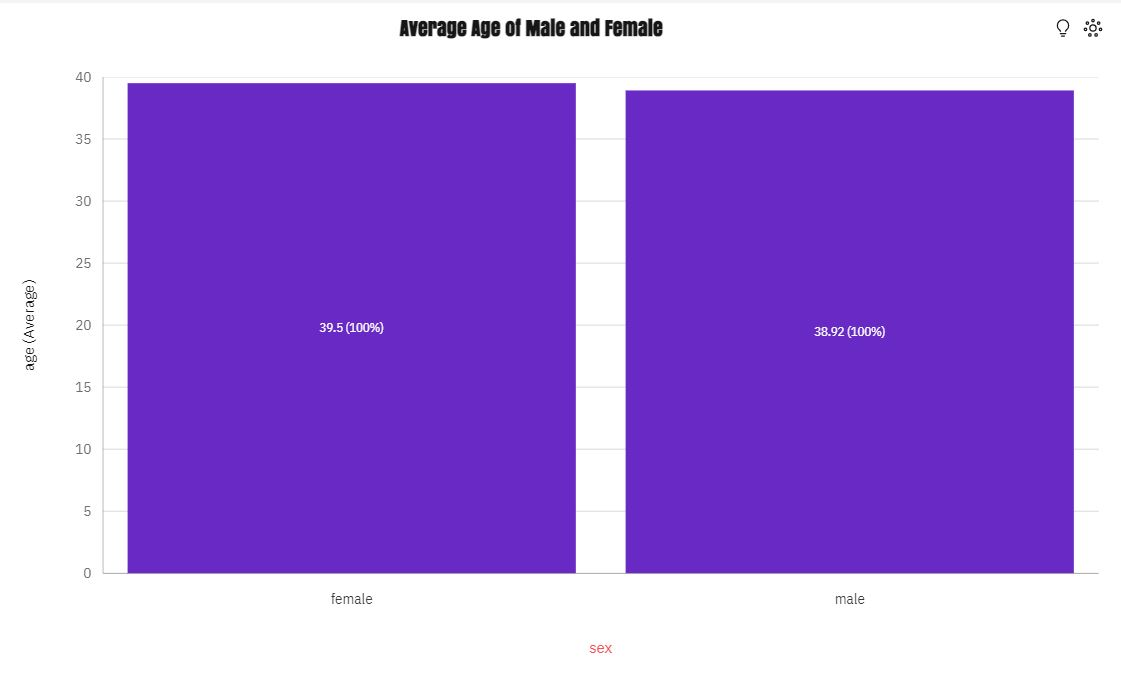 Average Age of Male and Female
40
35
30
25
20
15
10
5
0
age (Average)
39.5 (100%)
38.92 (100%)
female
male
sex